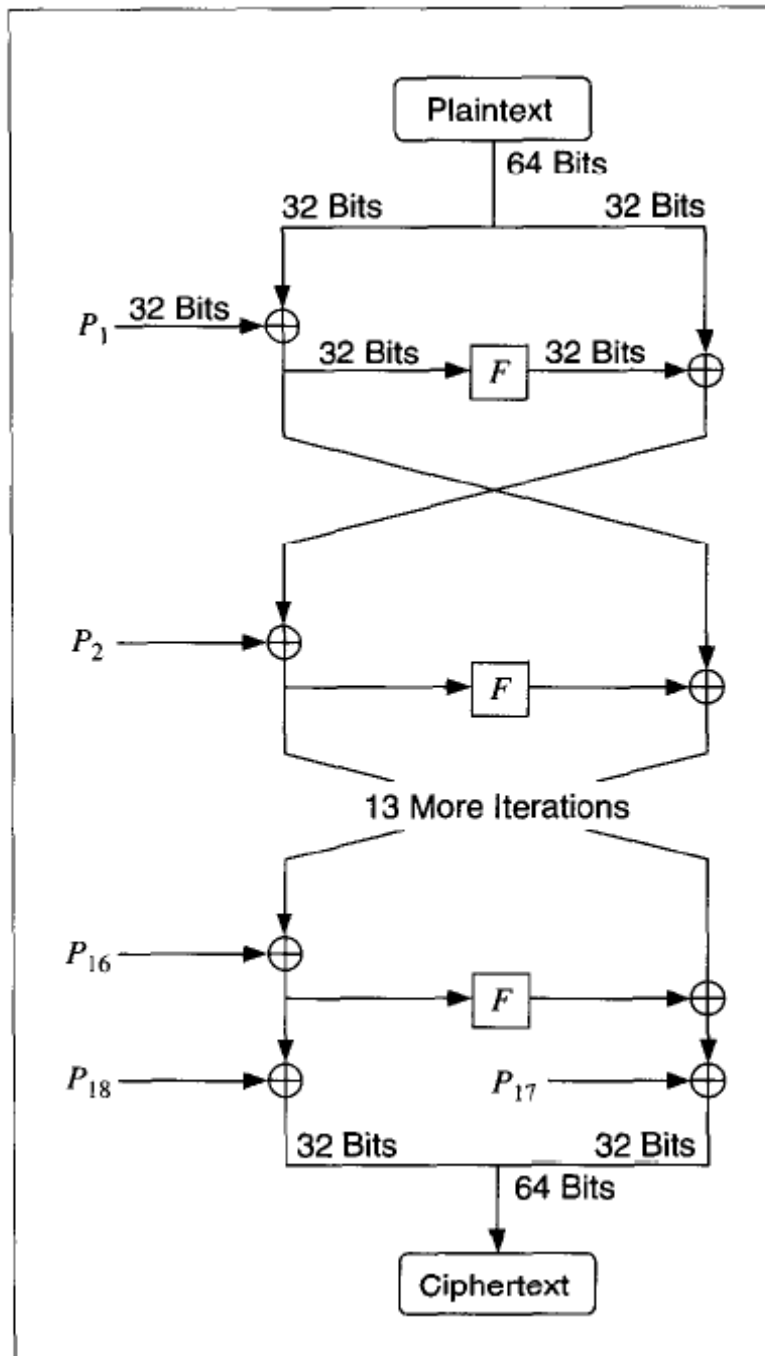 Plaintext
64 Bits
32 Bits 32 Bits
P1 32 Bits
32 Bits F 32 Bits
P2
F
13 More Iterations
P16
F
P18 P17
32 Bits 32 Bits
64 Bits
Ciphertext